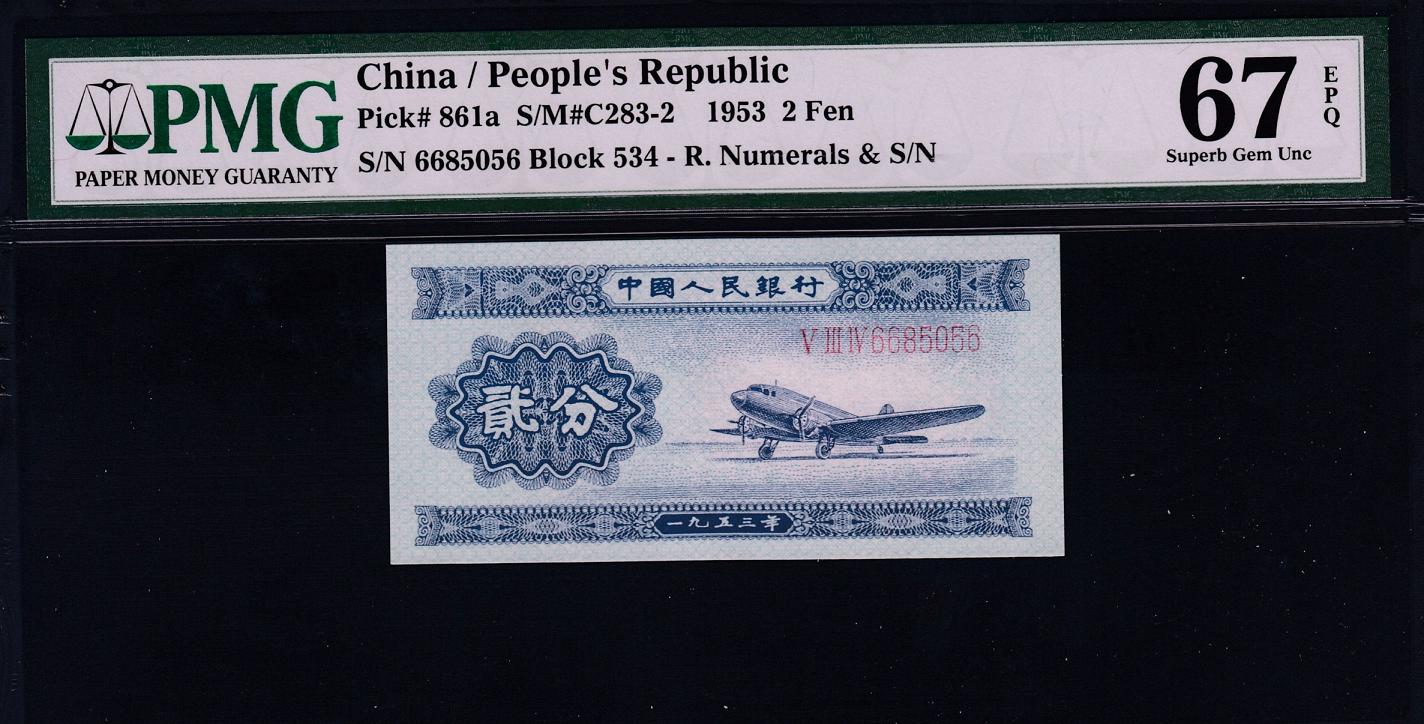 PMG
PAPER MONEY GUARANTY
China / People's Republic
Pick# 861a S/M#C283-2 1953 2 Fen
S/N 6685056 Block 534 - R. Numerals & S/N
67
EPQ
Superb Gem Unc
中國人民銀行
V III IV 6685056
貳分
一九五三年